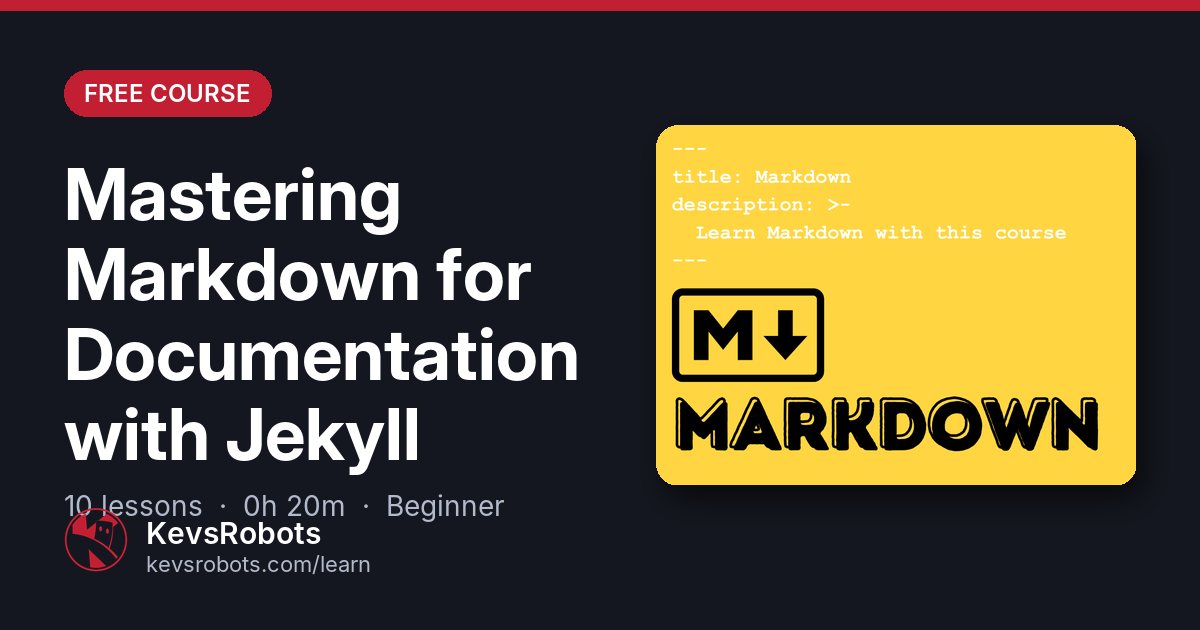 FREE COURSE
Mastering
Markdown for
Documentation
with Jekyll
10 lessons · 0h 20m · Beginner
KevsRobots
kevsrobots.com/learn
---
title: Markdown
description: >-
  Learn Markdown with this course
---
M
MARKDOWN